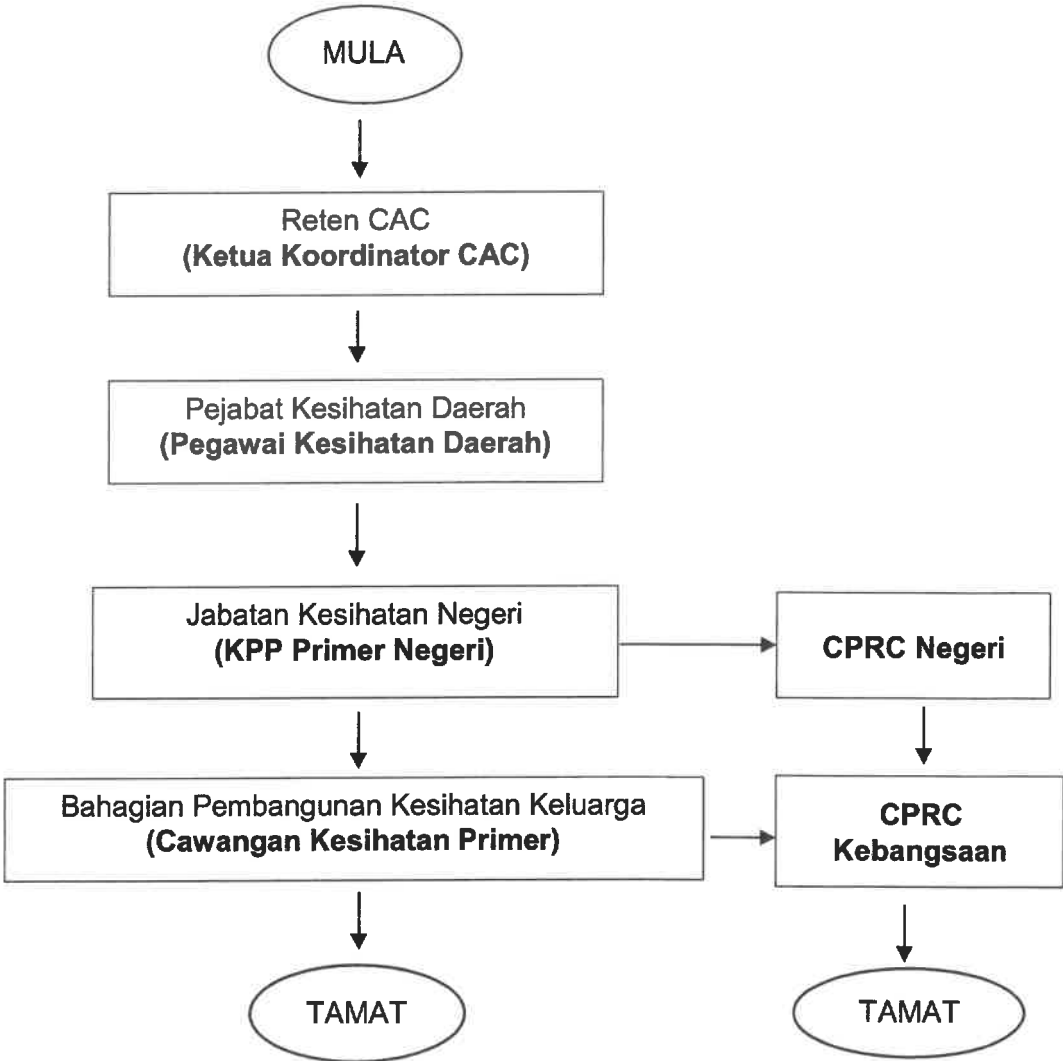 MULA
Reten CAC
(Ketua Koordinator CAC)
Pejabat Kesihatan Daerah
(Pegawai Kesihatan Daerah)
Jabatan Kesihatan Negeri
(KPP Primer Negeri)
CPRC Negeri
Bahagian Pembangunan Kesihatan Keluarga
(Cawangan Kesihatan Primer)
CPRC
Kebangsaan
TAMAT
TAMAT